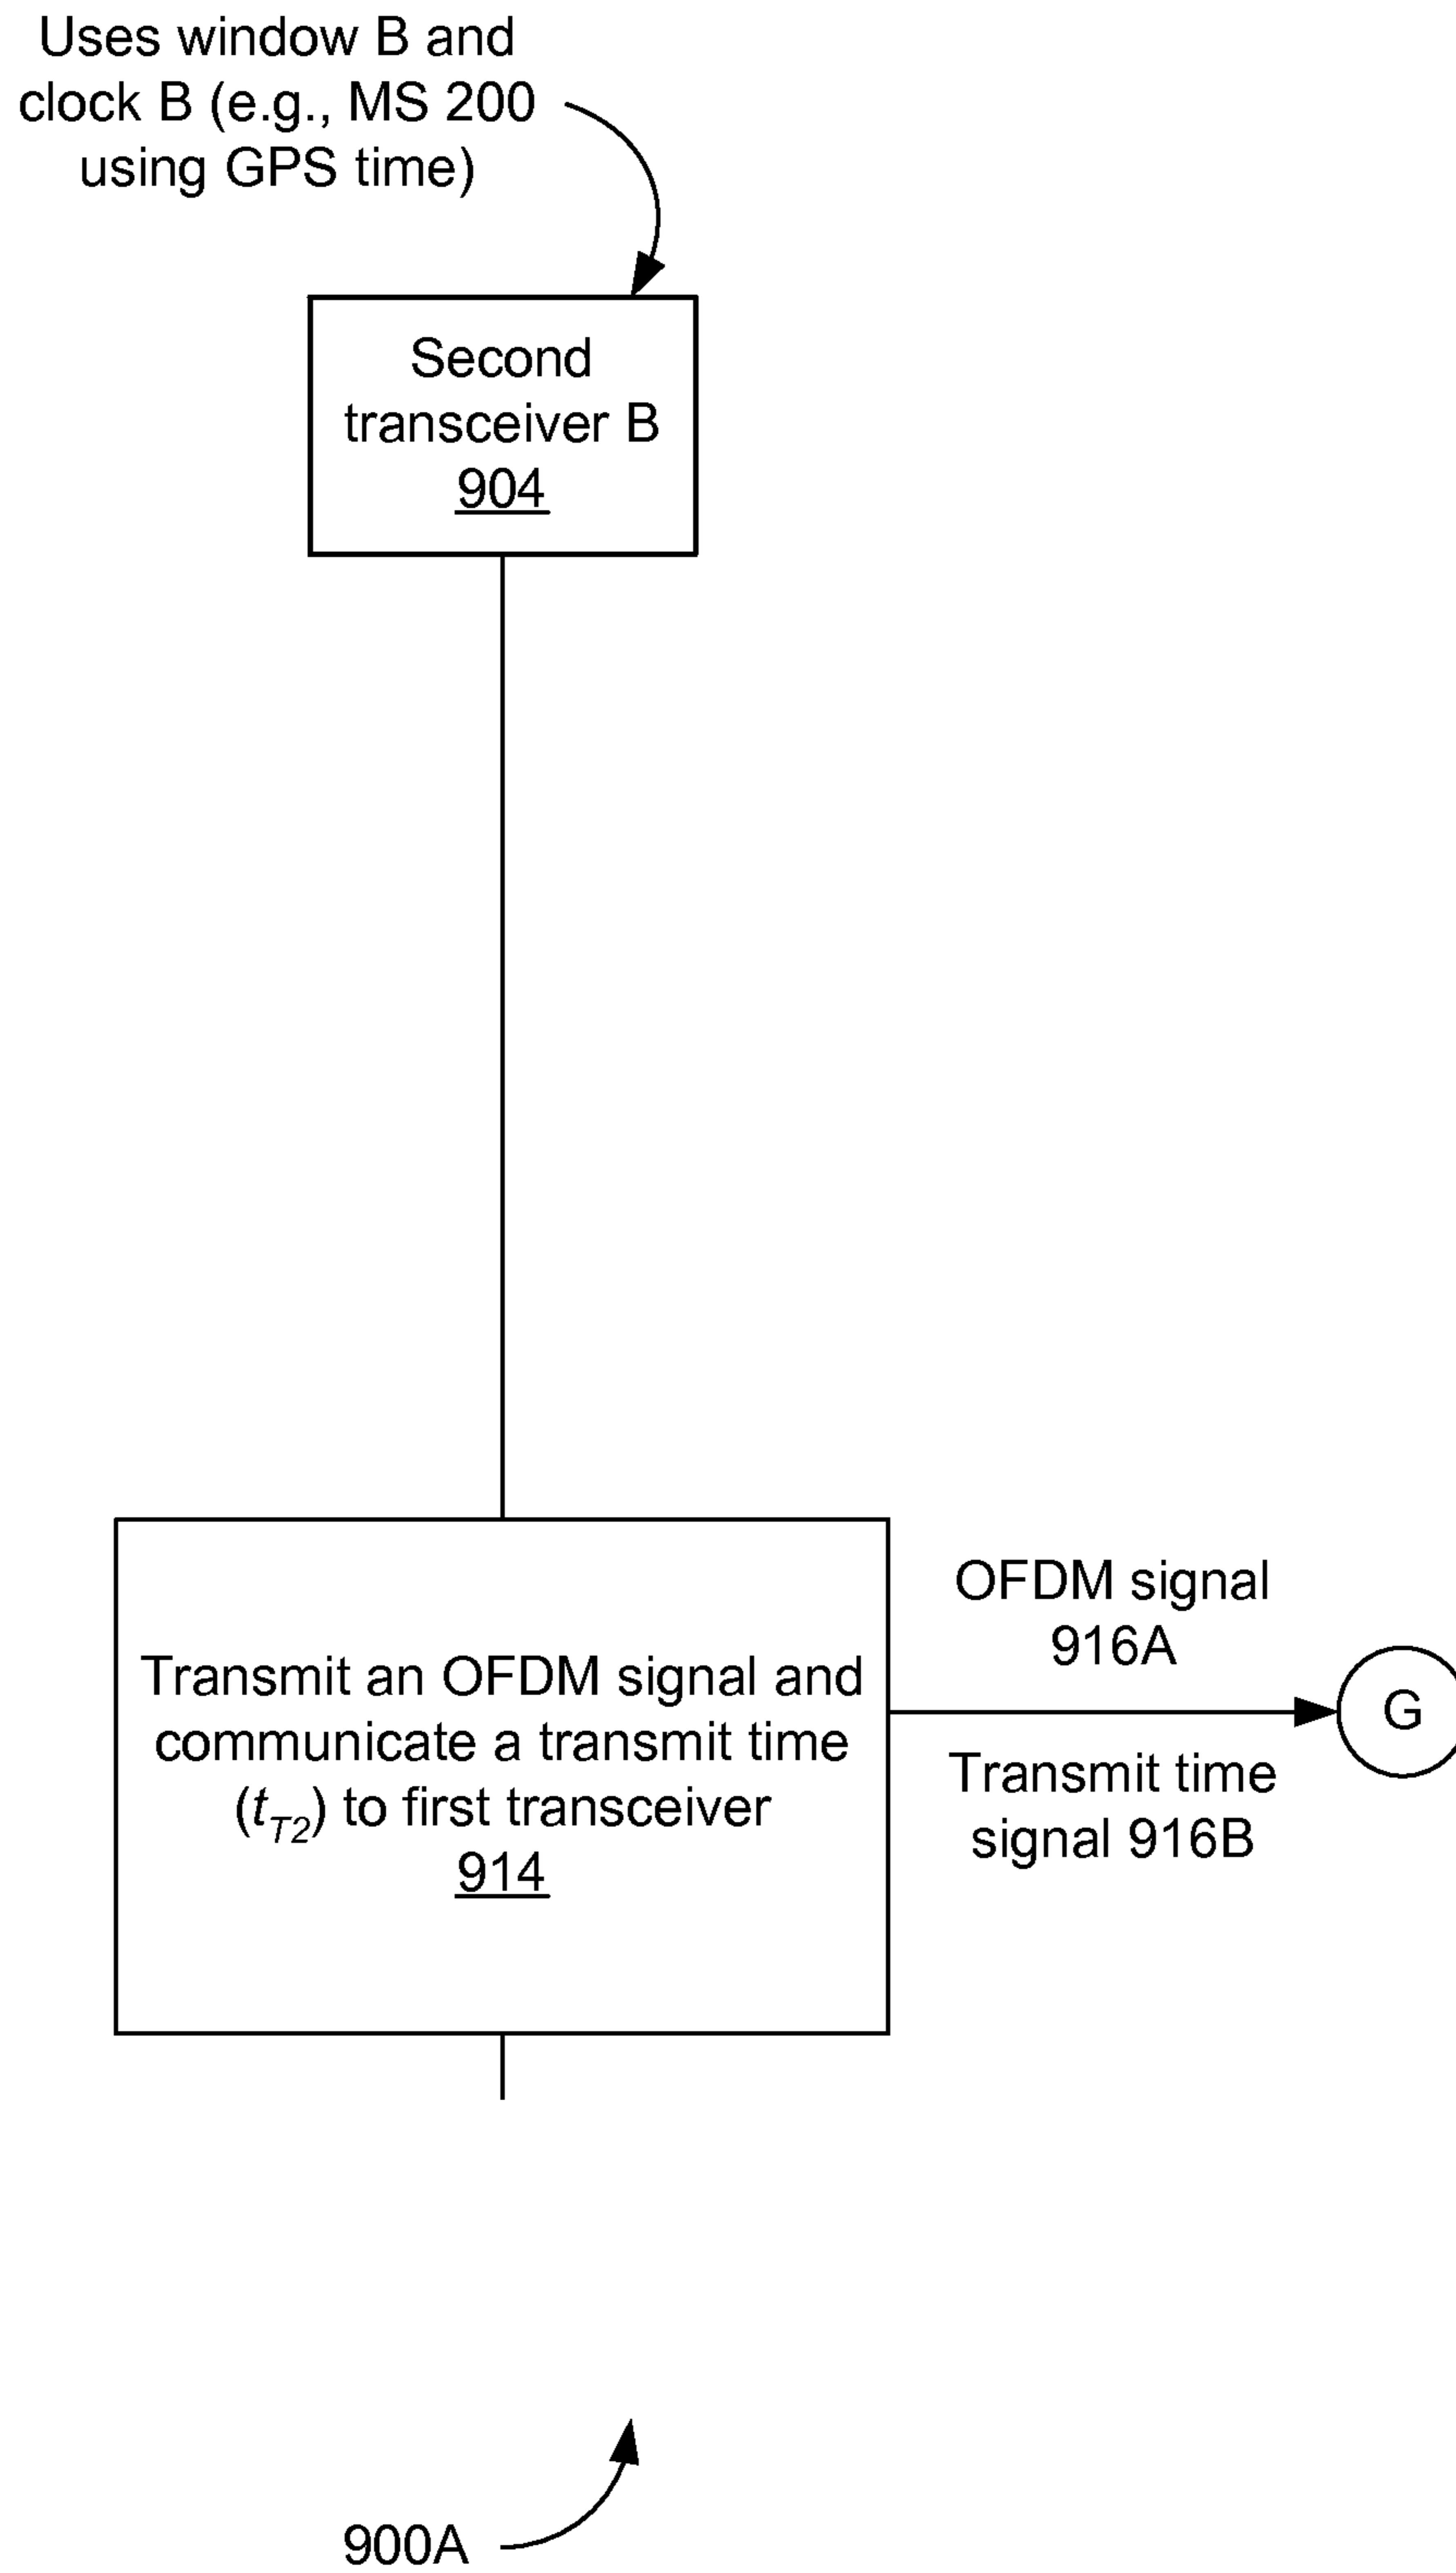 Uses window B and
clock B (e.g., MS 200
using GPS time)
Second
transceiver B
904
Transmit an OFDM signal and
communicate a transmit time
(tT2) to first transceiver
914
OFDM signal
916A
Transmit time
signal 916B
G
900A